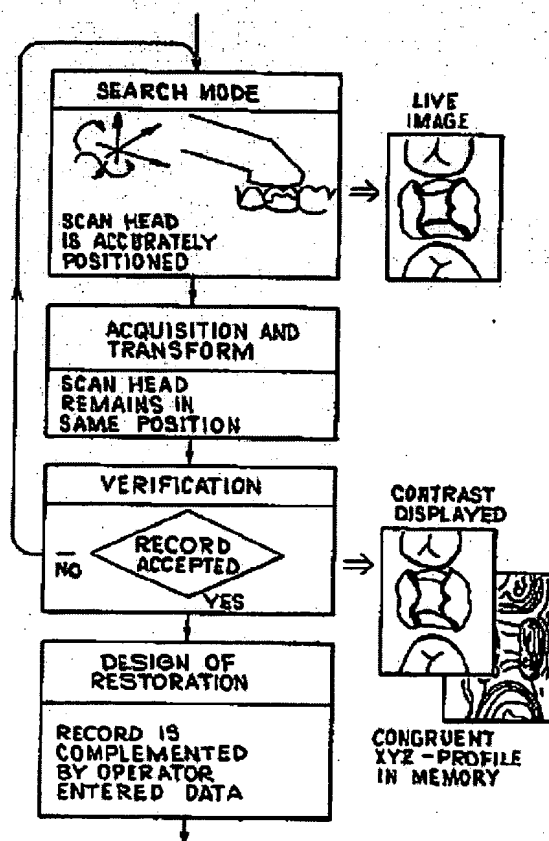 SEARCH MODE
SCAN HEAD
IS ACCURATELY
POSITIONED
LIVE
IMAGE
ACQUISITION AND
TRANSFORM
SCAN HEAD
REMAINS IN
SAME POSITION
VERIFICATION
RECORD
ACCEPTED
NO
YES
CONTRAST
DISPLAYED
DESIGN OF
RESTORATION
RECORD IS
COMPLEMENTED
BY OPERATOR
ENTERED DATA
CONGRUENT
XYZ-PROFILE
IN MEMORY